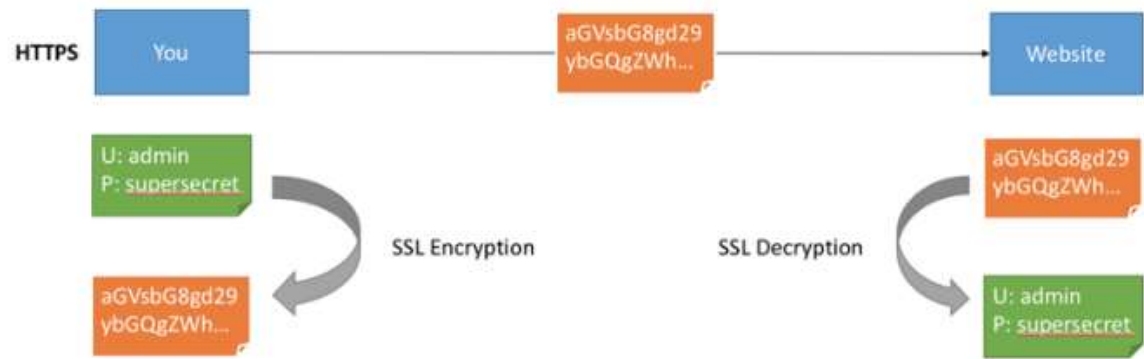 HTTPS
You
aGVsbG8gd29
ybGQgZWh...
Website
U: admin
P: supersecret
aGVsbG8gd29
ybGQgZWh...
SSL Encryption
SSL Decryption
aGVsbG8gd29
ybGQgZWh...
U: admin
P: supersecret